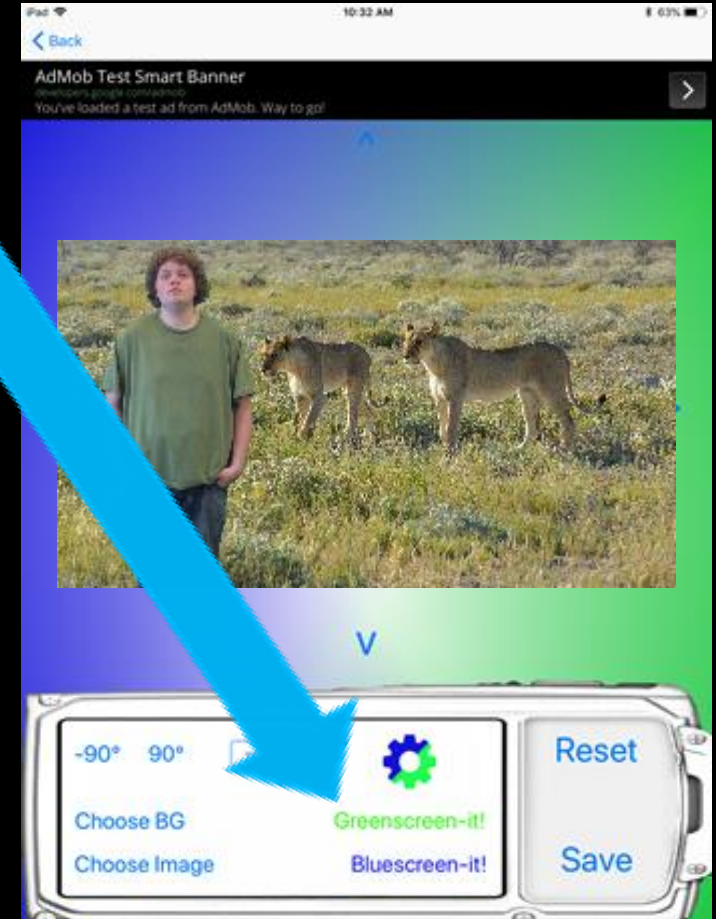 iPad 10:32 AM 63%
Back
AdMob Test Smart Banner
developers.google.com/admob
You've loaded a test ad from AdMob. Way to go!
-90° 90°
Reset
Choose BG Greenscreen-it!
Choose Image Bluescreen-it!
Save